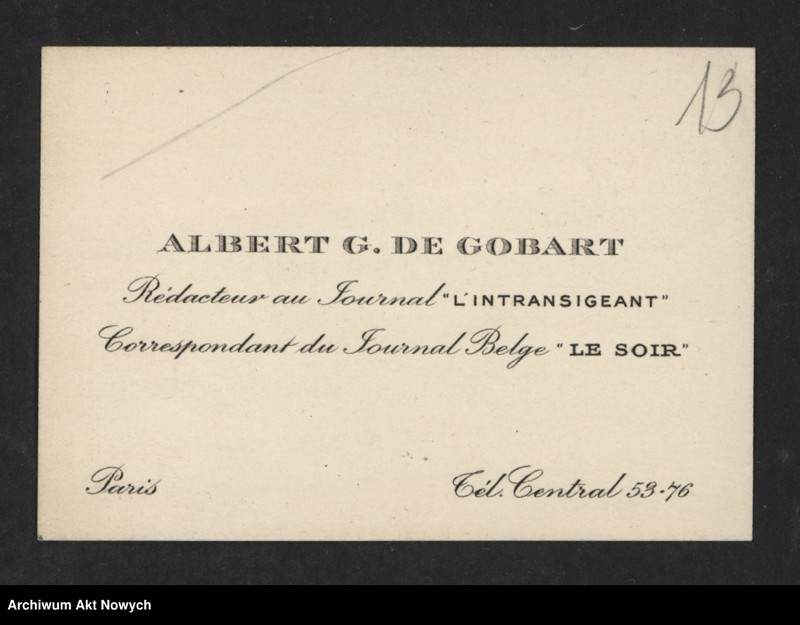 13
ALBERT G. DE GOBART
Rédacteur au Journal "L'INTRANSIGEANT"
Correspondant du Journal Belge "LE SOIR"
Paris
Tél. Central 53-76
Archiwum Akt Nowych